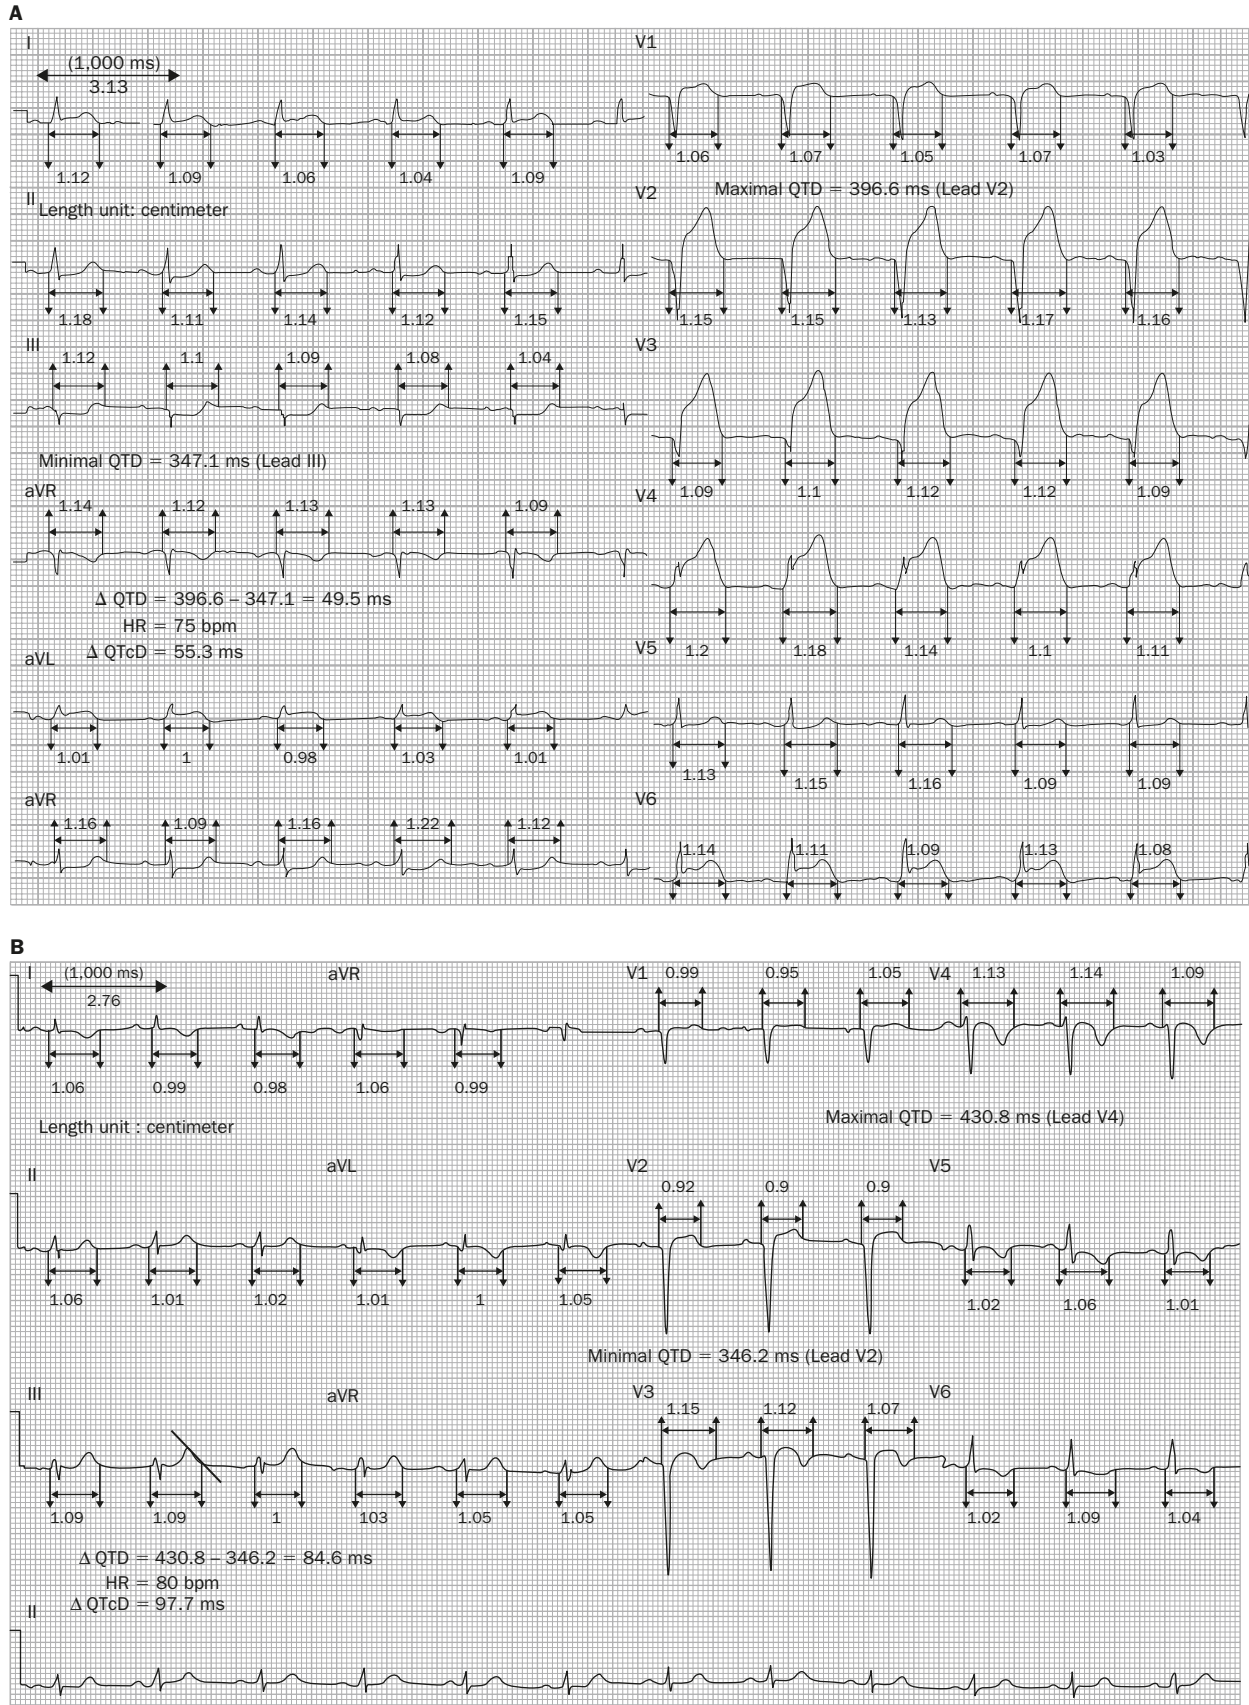 A
I
(1,000 ms)
3.13
1.12 1.09 1.06 1.04 1.09
II
Length unit: centimeter
1.18 1.11 1.14 1.12 1.15
III
1.12 1.1 1.09 1.08 1.04
Minimal QTD = 347.1 ms (Lead III)
aVR
1.14 1.12 1.13 1.13 1.09
Δ QTD = 396.6 – 347.1 = 49.5 ms
HR = 75 bpm
Δ QTcD = 55.3 ms
aVL
1.01 1 0.98 1.03 1.01
aVR
1.16 1.09 1.16 1.22 1.12
V1
1.06 1.07 1.05 1.07 1.03
Maximal QTD = 396.6 ms (Lead V2)
V2
1.15 1.15 1.13 1.17 1.16
V3
1.09 1.1 1.12 1.12 1.09
V4
1.2 1.18 1.14 1.1 1.11
V5
1.13 1.15 1.16 1.09 1.09
V6
1.14 1.11 1.09 1.13 1.08
B
I (1,000 ms) aVR V1 0.99 0.95 1.05 V4 1.13 1.14 1.09
2.76
1.06 0.99 0.98 1.06 0.99
Length unit : centimeter
Maximal QTD = 430.8 ms (Lead V4)
II aVL V2 V5
0.92 0.9 0.9
1.06 1.01 1.02 1.01 1 1.05 1.02 1.06 1.01
Minimal QTD = 346.2 ms (Lead V2)
III aVR V3 V6
1.15 1.12 1.07
1.09 1.09 1 103 1.05 1.05 1.02 1.09 1.04
Δ QTD = 430.8 – 346.2 = 84.6 ms
HR = 80 bpm
Δ QTcD = 97.7 ms
II